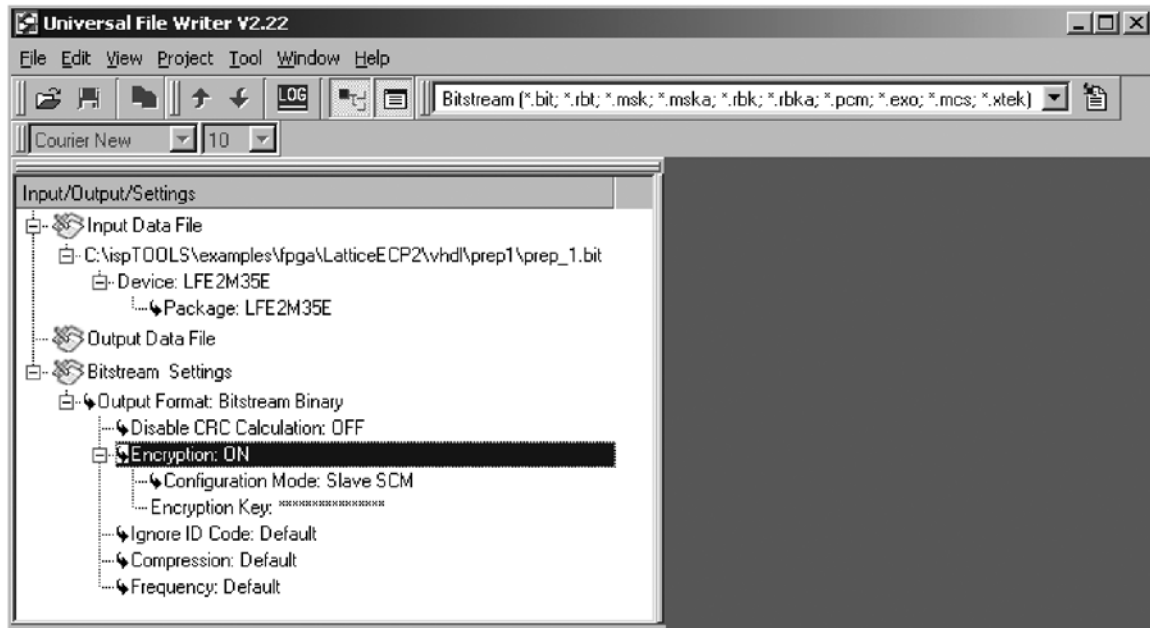 Universal File Writer V2.22
File Edit View Project Tool Window Help
LOG Bitstream (*.bit; *.rbt; *.msk; *.mska; *.rbk; *.rbka; *.pcm; *.exo; *.mcs; *.xtek)
Courier New 10
Input/Output/Settings
Input Data File
C:\ispTOOLS\examples\fpga\LatticeECP2\vhdl\prep1\prep_1.bit
Device: LFE2M35E
Package: LFE2M35E
Output Data File
Bitstream Settings
Output Format: Bitstream Binary
Disable CRC Calculation: OFF
Encryption: ON
Configuration Mode: Slave SCM
Encryption Key: ****************
Ignore ID Code: Default
Compression: Default
Frequency: Default